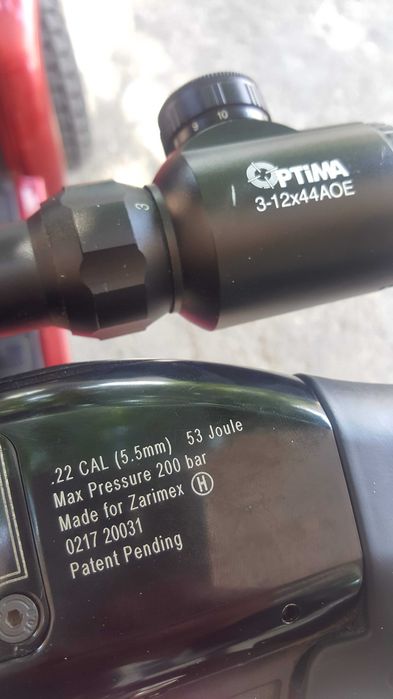 9 10
OPTIMA
3-12x44AOE
3
.22 CAL (5.5mm) 53 Joule
Max Pressure 200 bar
Made for Zarimex Ⓗ
0217 20031
Patent Pending